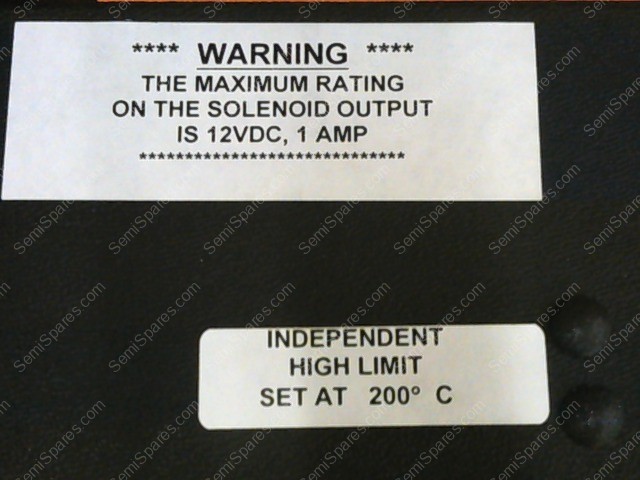 **** WARNING ****
THE MAXIMUM RATING
ON THE SOLENOID OUTPUT
IS 12VDC, 1 AMP
*****************************
INDEPENDENT
HIGH LIMIT
SET AT 200° C
SemiSpares.com